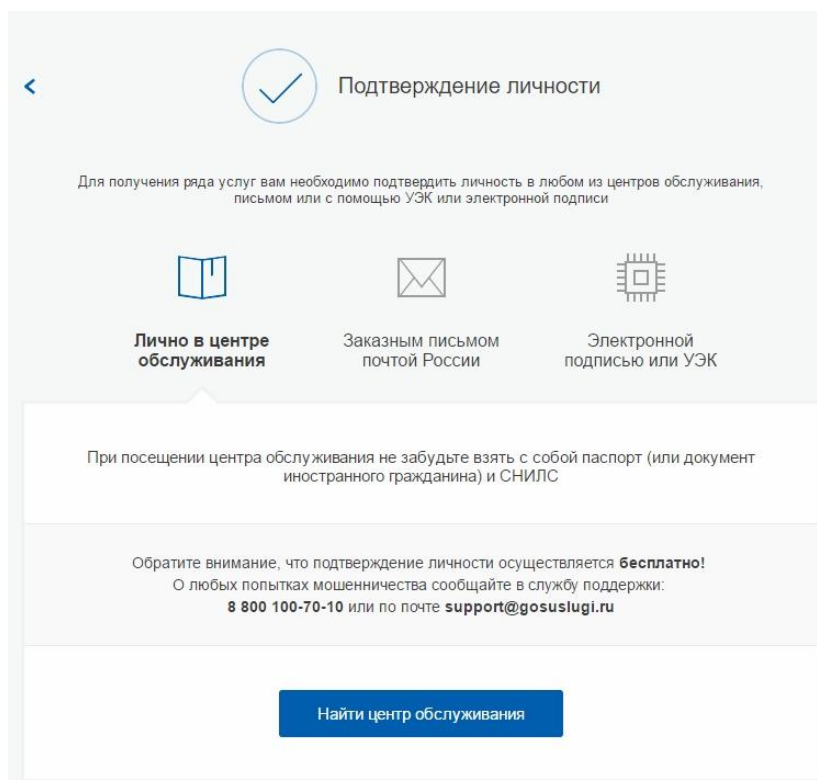 Подтверждение личности
Для получения ряда услуг вам необходимо подтвердить личность в любом из центров обслуживания,
письмом или с помощью УЭК или электронной подписи
Лично в центре
обслуживания
Заказным письмом
почтой России
Электронной
подписью или УЭК
При посещении центра обслуживания не забудьте взять с собой паспорт (или документ
иностранного гражданина) и СНИЛС
Обратите внимание, что подтверждение личности осуществляется бесплатно!
О любых попытках мошенничества сообщайте в службу поддержки:
8 800 100-70-10 или по почте support@gosuslugi.ru
Найти центр обслуживания